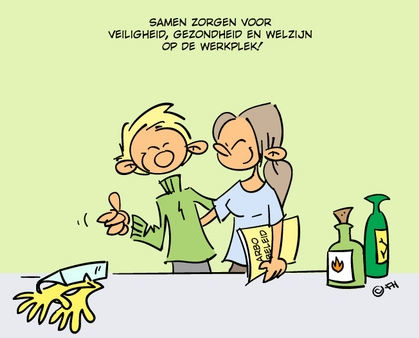 SAMEN ZORGEN VOOR
VEILIGHEID, GEZONDHEID EN WELZIJN
OP DE WERKPLEK!
ARBO
BELEID
© FH